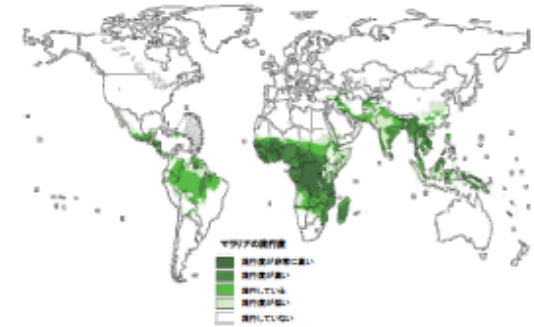 マラリアの流行度
流行度が非常に高い
流行度が高い
流行している
流行度が低い
流行していない